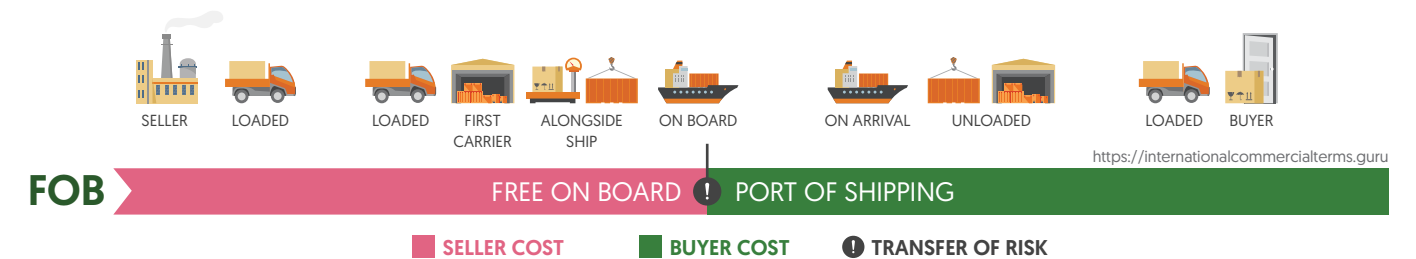 SELLER
LOADED
LOADED
FIRST
CARRIER
ALONGSIDE
SHIP
ON BOARD
ON ARRIVAL
UNLOADED
LOADED
BUYER
https://internationalcommercialterms.guru
FOB
FREE ON BOARD ! PORT OF SHIPPING
SELLER COST
BUYER COST
! TRANSFER OF RISK